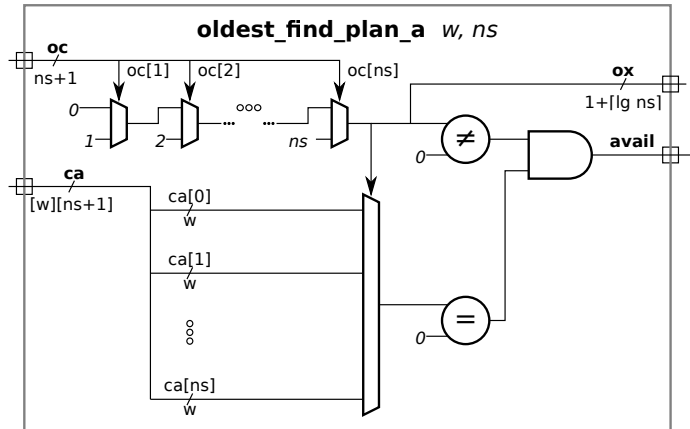 oldest_find_plan_a w, ns
oc
ns+1
oc[1]
oc[2]
oc[ns]
ox
1+⌈lg ns⌉
0
1
2
...
...
ns
≠
0
avail
ca
[w][ns+1]
ca[0]
w
ca[1]
w
=
0
ca[ns]
w